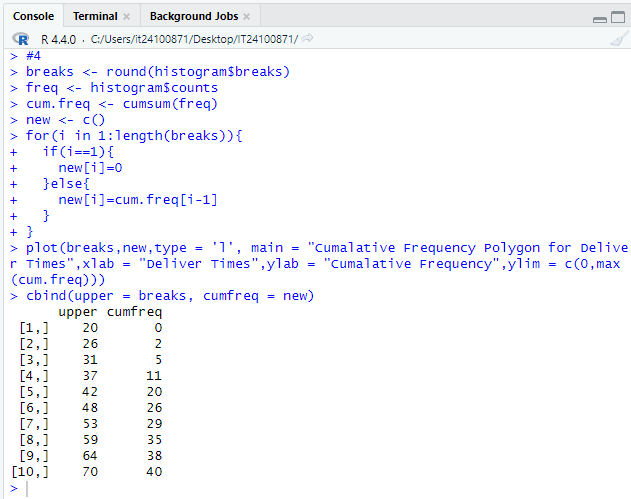 Console Terminal Background Jobs
R R 4.4.0 · C:/Users/it24100871/Desktop/IT24100871/
> #4
> breaks <- round(histogram$breaks)
> freq <- histogram$counts
> cum.freq <- cumsum(freq)
> new <- c()
> for(i in 1:length(breaks)){
+   if(i==1){
+     new[i]=0
+   }else{
+     new[i]=cum.freq[i-1]
+   }
+ }
> plot(breaks,new,type = 'l', main = "Cumalative Frequency Polygon for Delive
r Times",xlab = "Deliver Times",ylab = "Cumalative Frequency",ylim = c(0,max
(cum.freq)))
> cbind(upper = breaks, cumfreq = new)
      upper cumfreq
 [1,]    20       0
 [2,]    26       2
 [3,]    31       5
 [4,]    37      11
 [5,]    42      20
 [6,]    48      26
 [7,]    53      29
 [8,]    59      35
 [9,]    64      38
[10,]    70      40
>